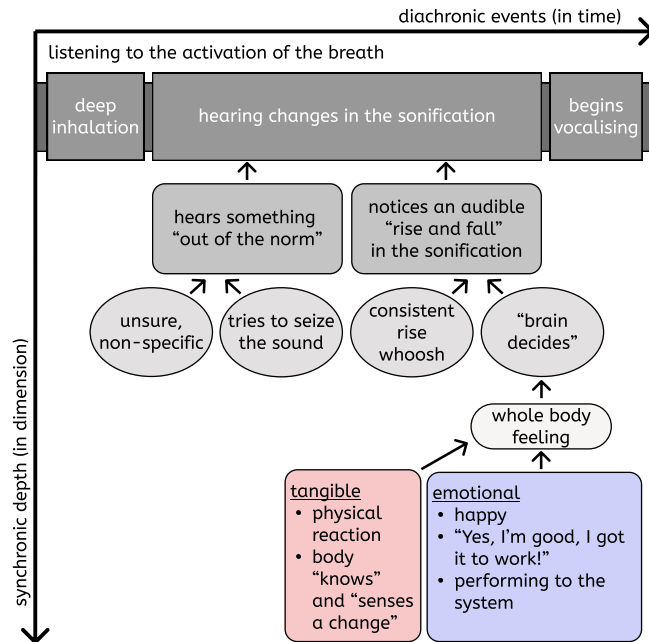 diachronic events (in time)
listening to the activation of the breath
deep
inhalation
hearing changes in the sonification
begins
vocalising
hears something
“out of the norm”
notices an audible
“rise and fall”
in the sonification
unsure,
non-specific
tries to seize
the sound
consistent
rise
whoosh
“brain
decides”
whole body
feeling
tangible
• physical
reaction
• body
“knows”
and “senses
a change”
emotional
• happy
• “Yes, I’m good, I got
it to work!”
• performing to the
system
synchronic depth (in dimension)